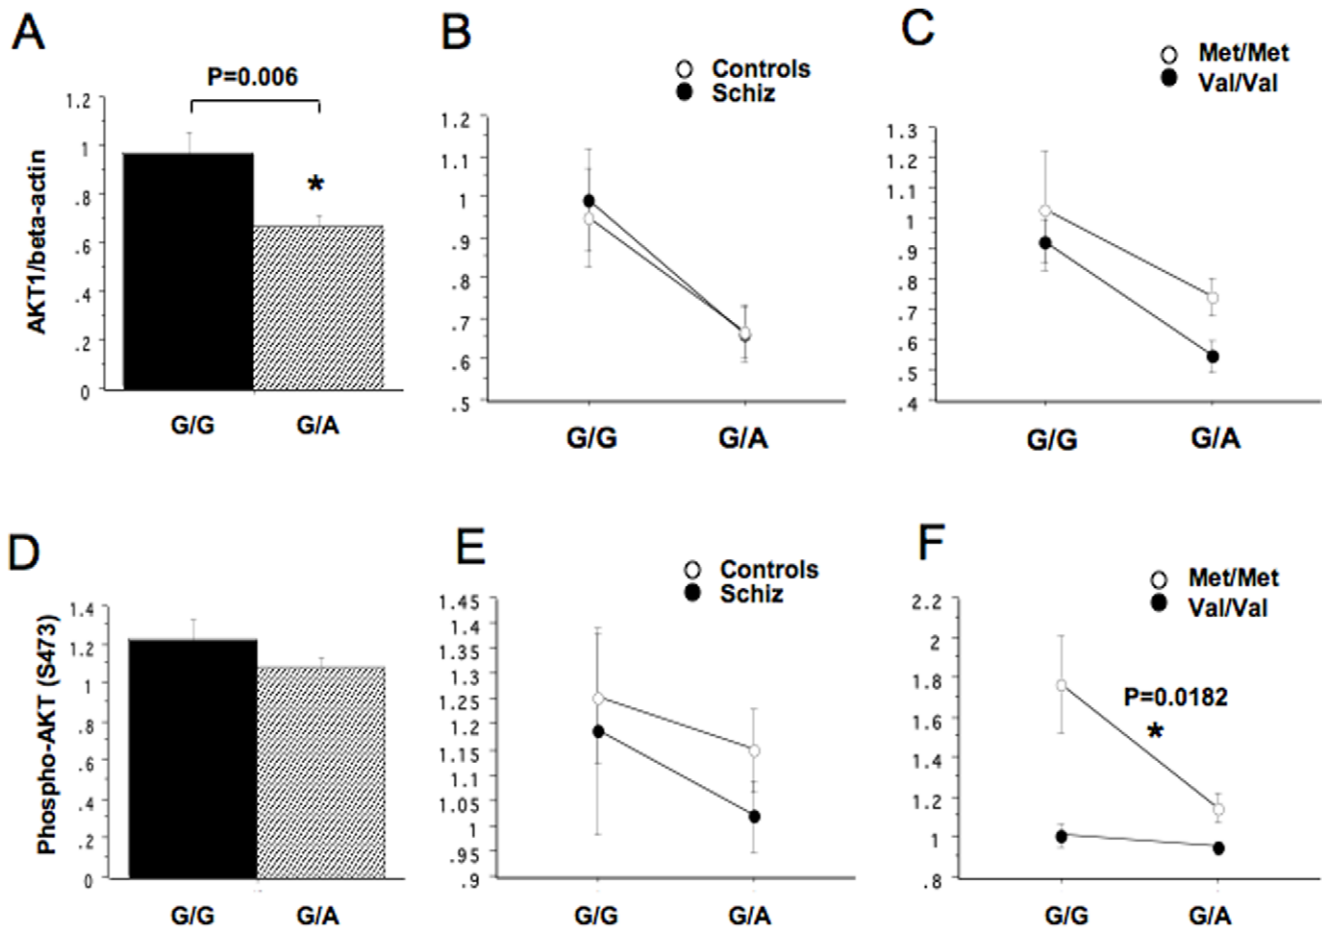 A
P=0.006
AKT1/beta-actin
1.2
1
.8
.6
.4
.2
0
*
G/G G/A
B
Controls
Schiz
1.2
1.1
1
.9
.8
.7
.6
.5
G/G G/A
C
Met/Met
Val/Val
1.3
1.2
1.1
1
.9
.8
.7
.6
.5
.4
G/G G/A
D
Phospho-AKT (S473)
1.4
1.2
1
.8
.6
.4
.2
0
G/G G/A
E
Controls
Schiz
1.45
1.4
1.35
1.3
1.25
1.2
1.15
1.1
1.05
1
.95
.9
G/G G/A
F
Met/Met
Val/Val
2.2
2
1.8
1.6
1.4
1.2
1
.8
P=0.0182
*
G/G G/A